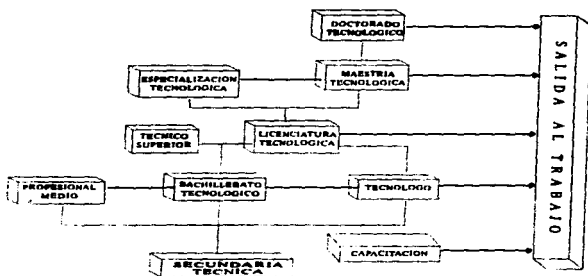 DOCTORADO
TECNOLOGICO
ESPECIALIZACION
TECNOLOGICA
MAESTRIA
TECNOLOGICA
TECNICO
SUPERIOR
LICENCIATURA
TECNOLOGICA
PROFESIONAL
MEDIO
BACHILLERATO
TECNOLOGICO
TECNOLOGO
SECUNDARIA
TECNICA
CAPACITACION
SALIDA AL TRABAJO